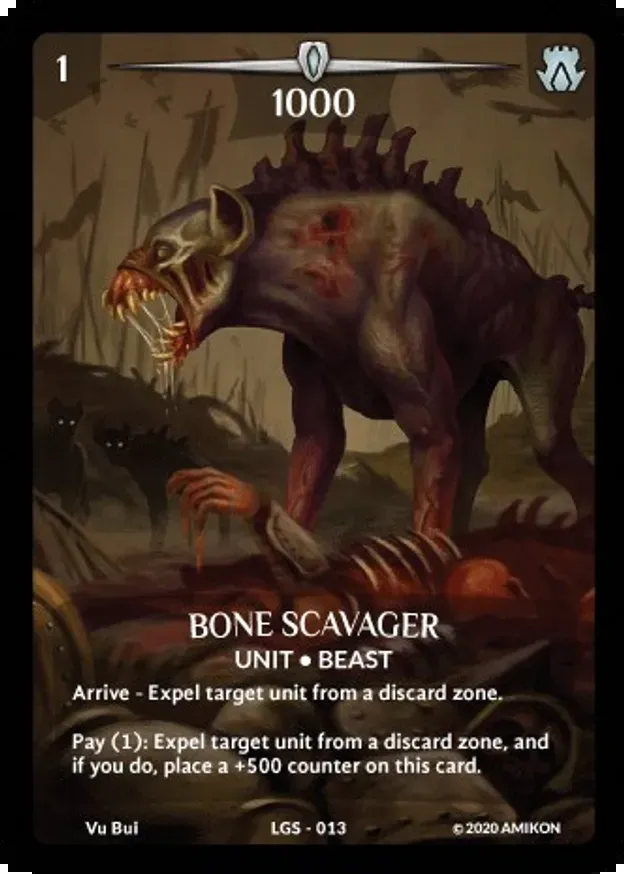 1
1000
BONE SCAVAGER
UNIT • BEAST
Arrive - Expel target unit from a discard zone.
Pay (1): Expel target unit from a discard zone, and
if you do, place a +500 counter on this card.
Vu Bui LGS - 013 © 2020 AMIKON